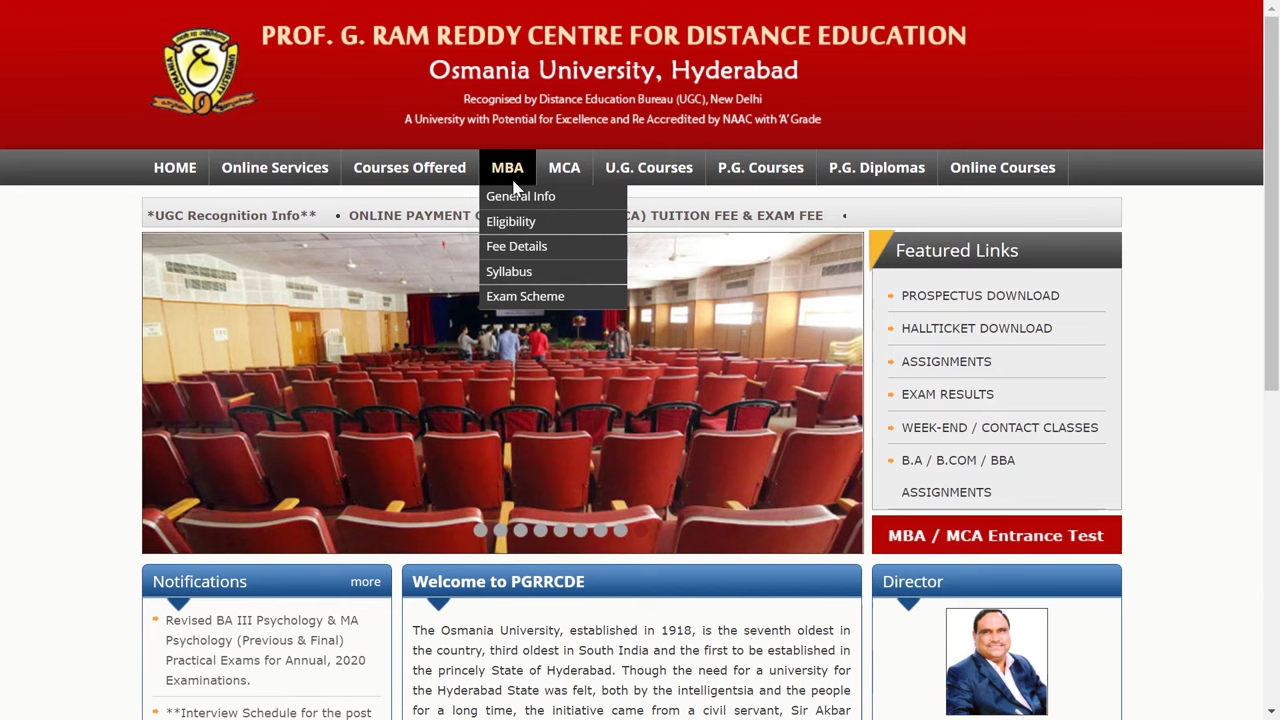 PROF. G. RAM REDDY CENTRE FOR DISTANCE EDUCATION
Osmania University, Hyderabad
Recognised by Distance Education Bureau (UGC), New Delhi
A University with Potential for Excellence and Re Accredited by NAAC with 'A' Grade
HOME Online Services Courses Offered MBA MCA U.G. Courses P.G. Courses P.G. Diplomas Online Courses
General Info
Eligibility
Fee Details
Syllabus
Exam Scheme
*UGC Recognition Info** • ONLINE PAYMENT CA) TUITION FEE & EXAM FEE •
Featured Links
PROSPECTUS DOWNLOAD
HALLTICKET DOWNLOAD
ASSIGNMENTS
EXAM RESULTS
WEEK-END / CONTACT CLASSES
B.A / B.COM / BBA
ASSIGNMENTS
MBA / MCA Entrance Test
Notifications more
Revised BA III Psychology & MA
Psychology (Previous & Final)
Practical Exams for Annual, 2020
Examinations.
**Interview Schedule for the post
Welcome to PGRRCDE
The Osmania University, established in 1918, is the seventh oldest in
the country, third oldest in South India and the first to be established in
the princely State of Hyderabad. Though the need for a university for
the Hyderabad State was felt, both by the intelligentsia and the people
for a long time, the initiative came from a civil servant, Sir Akbar
Director